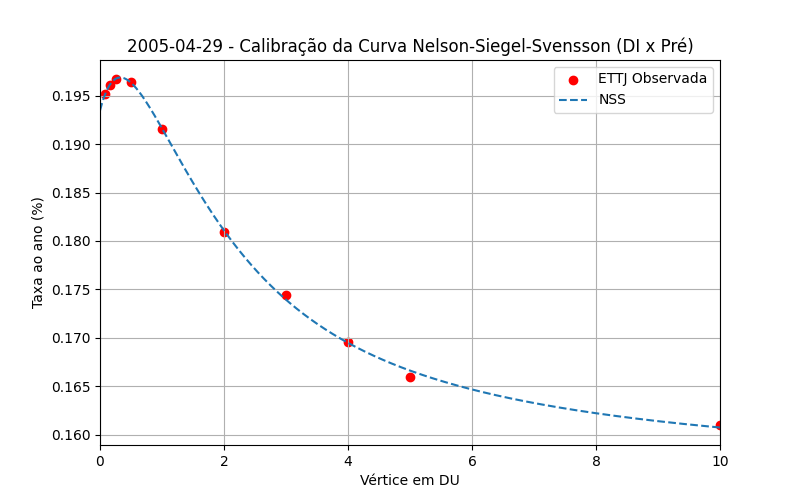 2005-04-29 - Calibração da Curva Nelson-Siegel-Svensson (DI x Pré)
ETTJ Observada
NSS
0.195
0.190
0.185
0.180
0.175
0.170
0.165
0.160
Taxa ao ano (%)
0 2 4 6 8 10
Vértice em DU